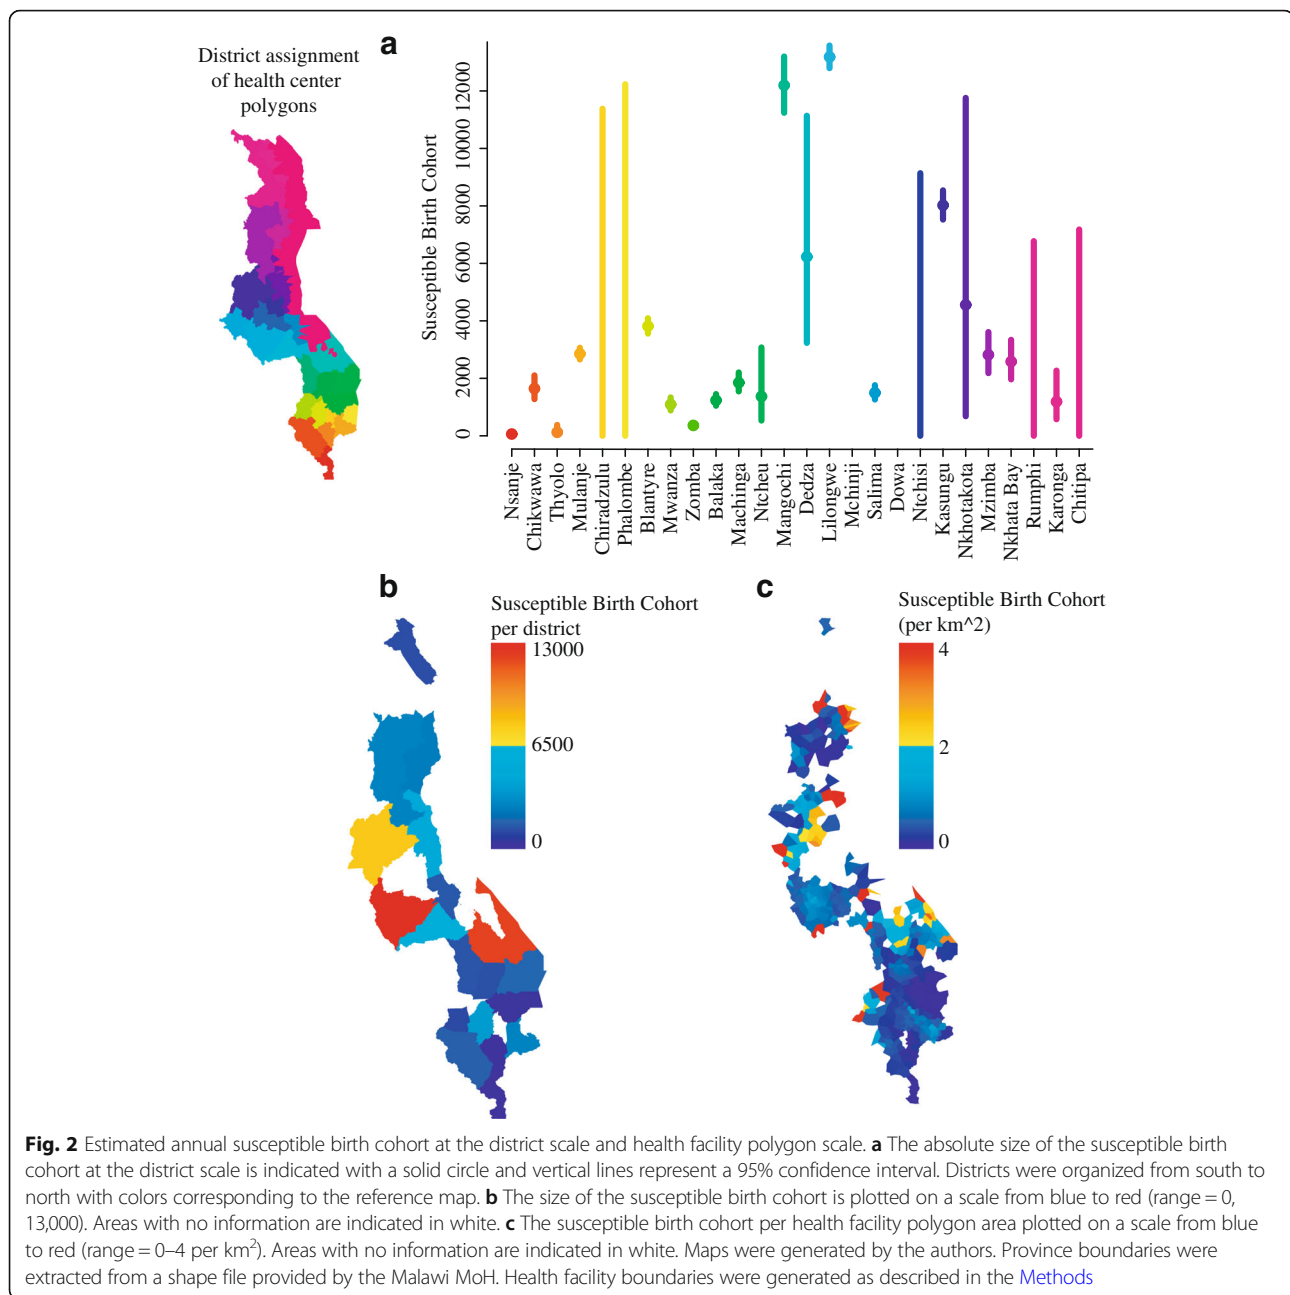 District assignment
of health center
polygons
a
Susceptible Birth Cohort
0
2000
4000
6000
8000
10000
12000
Nsanje
Chikwawa
Thyolo
Mulanje
Chiradzulu
Phalombe
Blantyre
Mwanza
Zomba
Balaka
Machinga
Ntcheu
Mangochi
Dedza
Lilongwe
Mchinji
Salima
Dowa
Ntchisi
Kasungu
Nkhotakota
Mzimba
Nkhata Bay
Rumphi
Karonga
Chitipa
b
Susceptible Birth Cohort
per district
13000
6500
0
c
Susceptible Birth Cohort
(per km^2)
4
2
0
Fig. 2 Estimated annual susceptible birth cohort at the district scale and health facility polygon scale. a The absolute size of the susceptible birth
cohort at the district scale is indicated with a solid circle and vertical lines represent a 95% confidence interval. Districts were organized from south to
north with colors corresponding to the reference map. b The size of the susceptible birth cohort is plotted on a scale from blue to red (range = 0,
13,000). Areas with no information are indicated in white. c The susceptible birth cohort per health facility polygon area plotted on a scale from blue
to red (range = 0–4 per km²). Areas with no information are indicated in white. Maps were generated by the authors. Province boundaries were
extracted from a shape file provided by the Malawi MoH. Health facility boundaries were generated as described in the Methods